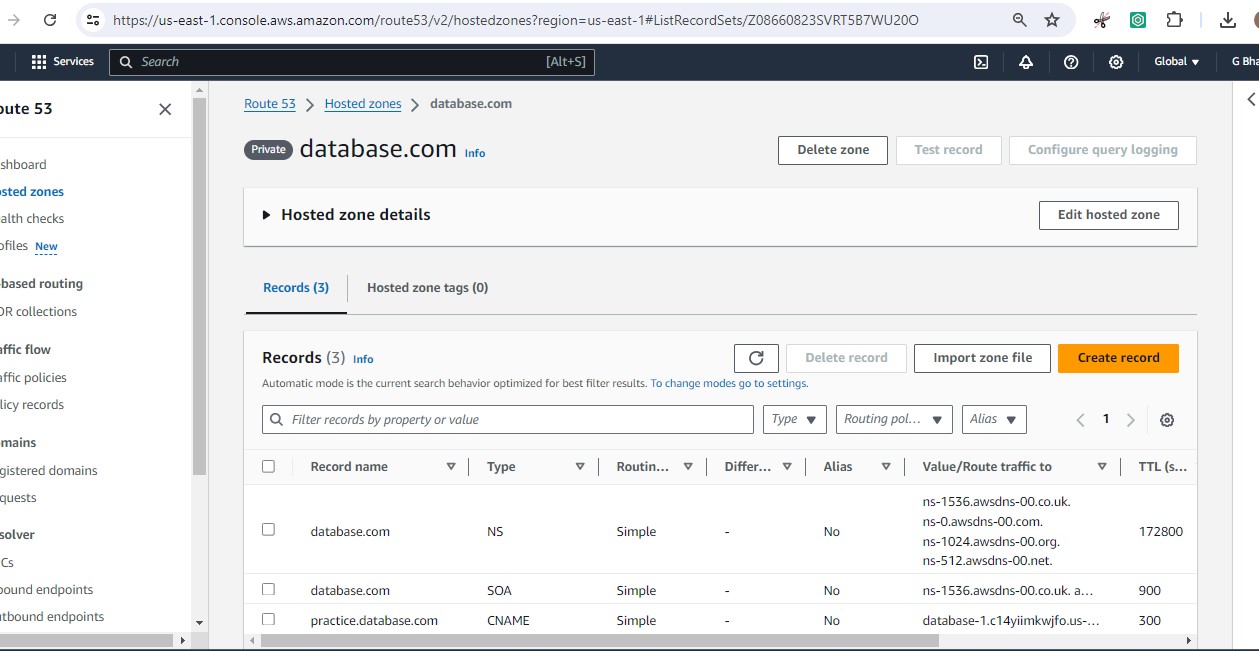 https://us-east-1.console.aws.amazon.com/route53/v2/hostedzones?region=us-east-1#ListRecordSets/Z08660823SVRT5B7WU20O
Services Search [Alt+S] Global G Bha
oute 53
shboard
osted zones
alth checks
ofiles New
-based routing
DR collections
affic flow
affic policies
licy records
mains
gistered domains
quests
solver
Cs
bound endpoints
utbound endpoints
Route 53 Hosted zones database.com
Private database.com Info
Delete zone Test record Configure query logging
Hosted zone details Edit hosted zone
Records (3) Hosted zone tags (0)
Records (3) Info Delete record Import zone file Create record
Automatic mode is the current search behavior optimized for best filter results. To change modes go to settings.
Filter records by property or value Type Routing pol... Alias 1
Record name Type Routin... Differ... Alias Value/Route traffic to TTL (s...
database.com NS Simple - No ns-1536.awsdns-00.co.uk. 172800
ns-0.awsdns-00.com.
ns-1024.awsdns-00.org.
ns-512.awsdns-00.net.
database.com SOA Simple - No ns-1536.awsdns-00.co.uk. a... 900
practice.database.com CNAME Simple - No database-1.c14yiimkwjfo.us-... 300